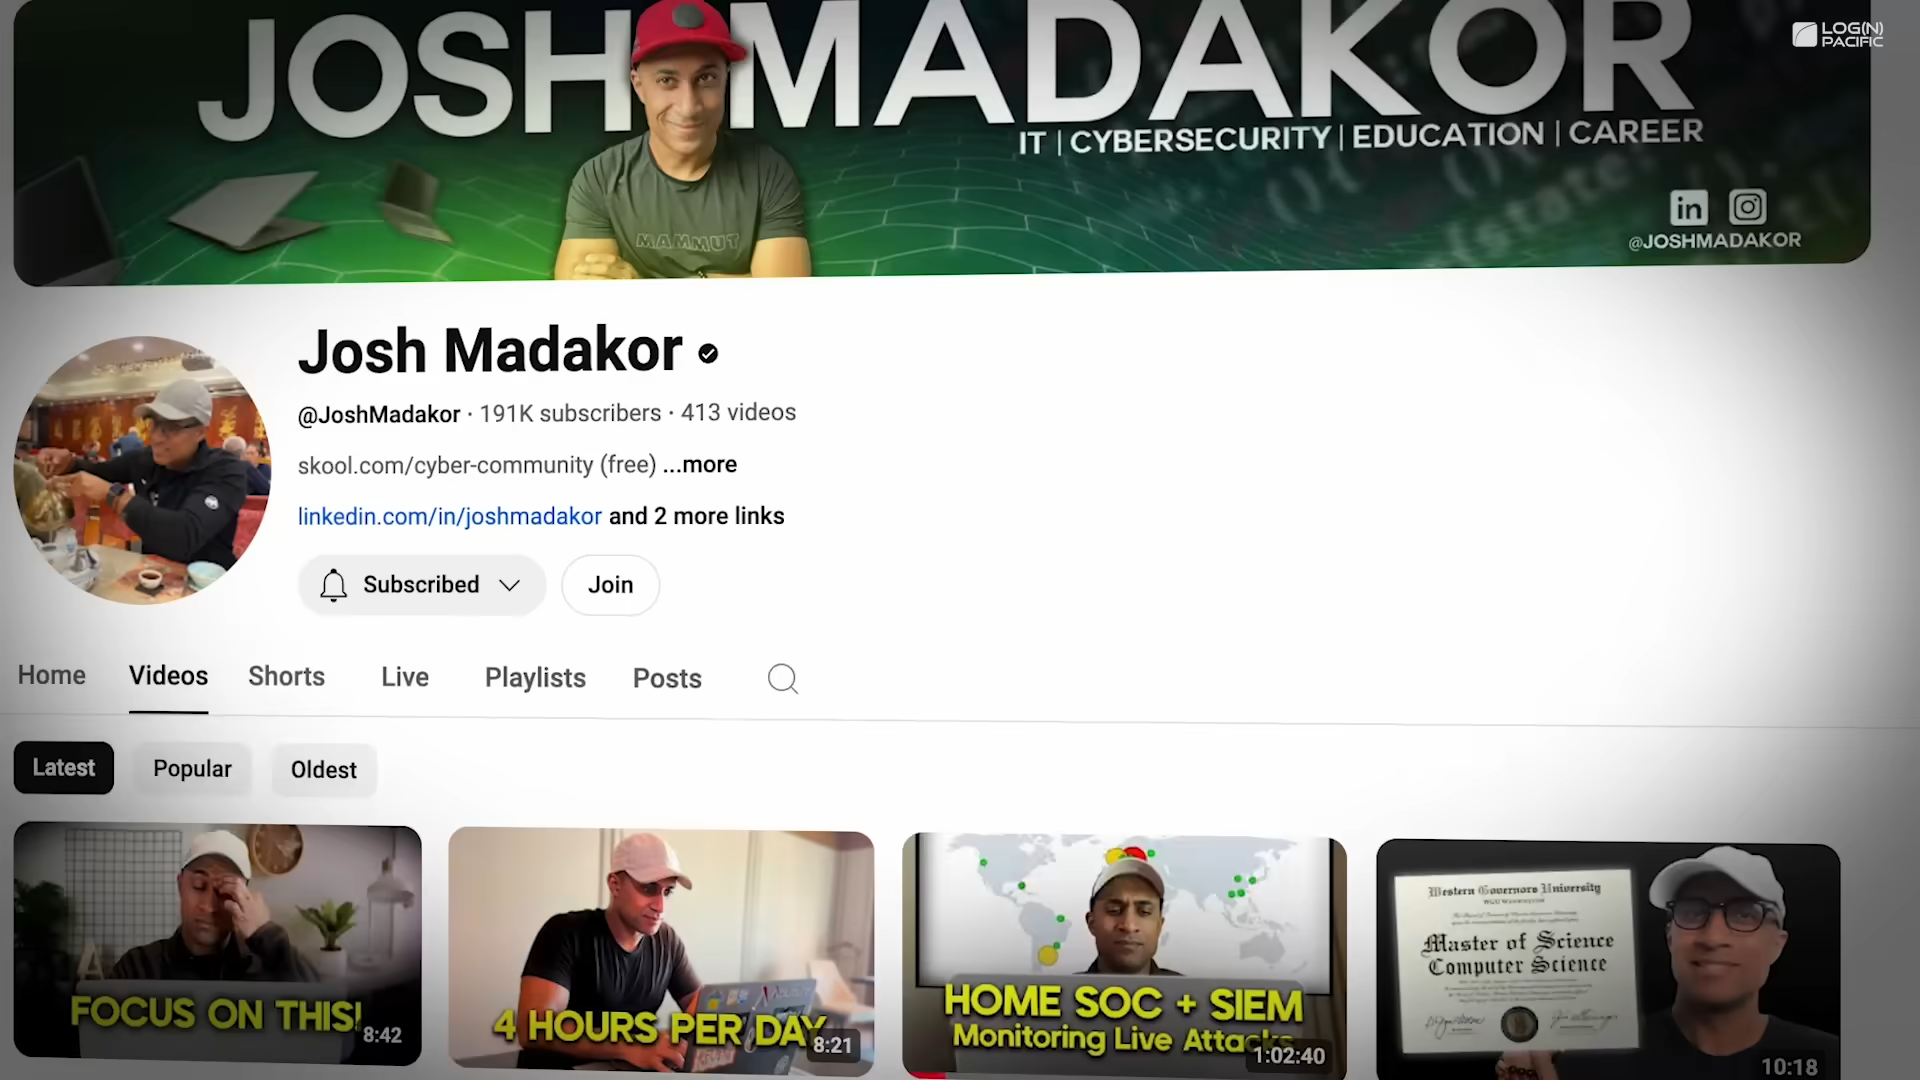 JOSH MADAKOR
LOG(N)
PACIFIC
IT | CYBERSECURITY | EDUCATION | CAREER
in
@JOSHMADAKOR
MAMMUT
Josh Madakor
@JoshMadakor · 191K subscribers · 413 videos
skool.com/cyber-community (free) ...more
linkedin.com/in/joshmadakor and 2 more links
Subscribed
Join
Home Videos Shorts Live Playlists Posts
Latest Popular Oldest
FOCUS ON THIS!
8:42
4 HOURS PER DAY
8:21
HOME SOC + SIEM
Monitoring Live Attacks
1:02:40
Western Governors University
Master of Science
Computer Science
10:18